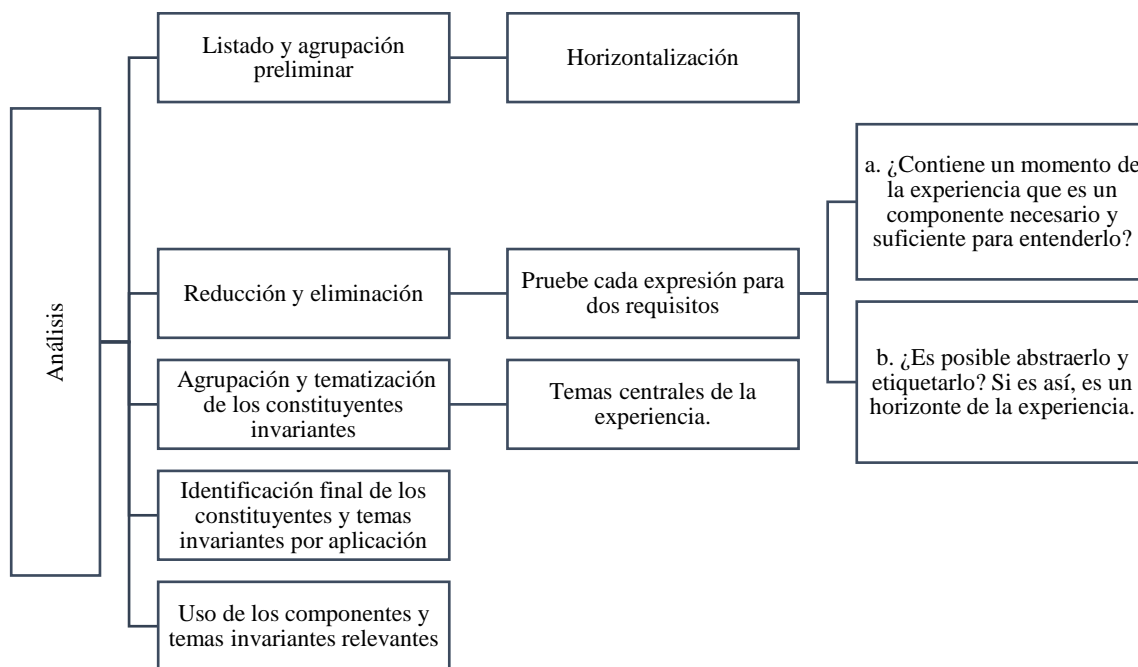 Análisis
Listado y agrupación
preliminar
Horizontalización
Reducción y eliminación
Pruebe cada expresión para
dos requisitos
a. ¿Contiene un momento de
la experiencia que es un
componente necesario y
suficiente para entenderlo?
b. ¿Es posible abstraerlo y
etiquetarlo? Si es así, es un
horizonte de la experiencia.
Agrupación y tematización
de los constituyentes
invariantes
Temas centrales de la
experiencia.
Identificación final de los
constituyentes y temas
invariantes por aplicación
Uso de los componentes y
temas invariantes relevantes